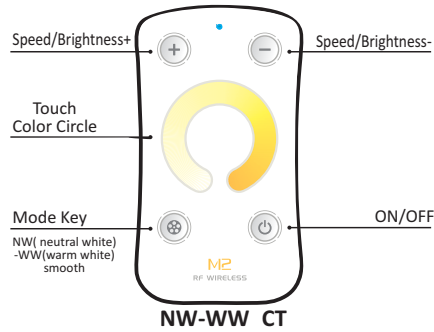 Speed/Brightness+
Speed/Brightness-
Touch
Color Circle
Mode Key
NW( neutral white)
-WW(warm white)
smooth
ON/OFF
M2
RF WIRELESS
NW-WW CT